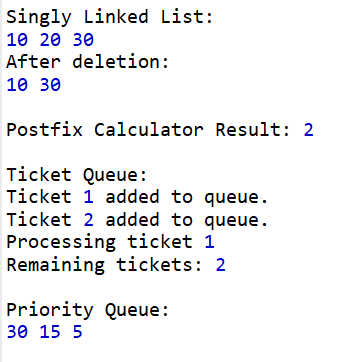 Singly Linked List:
10 20 30
After deletion:
10 30
Postfix Calculator Result: 2
Ticket Queue:
Ticket 1 added to queue.
Ticket 2 added to queue.
Processing ticket 1
Remaining tickets: 2
Priority Queue:
30 15 5